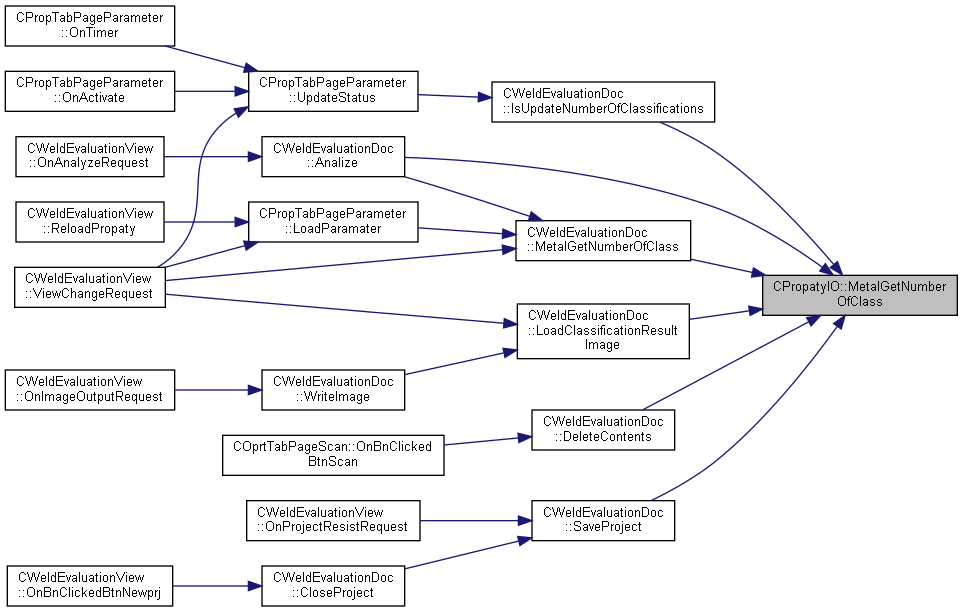 CPropTabPageParameter
::OnTimer
CPropTabPageParameter
::OnActivate
CPropTabPageParameter
::UpdateStatus
CWeldEvaluationDoc
::IsUpdateNumberOfClassifications
CWeldEvaluationView
::OnAnalyzeRequest
CWeldEvaluationDoc
::Analize
CWeldEvaluationView
::ReloadPropaty
CPropTabPageParameter
::LoadParamater
CWeldEvaluationDoc
::MetalGetNumberOfClass
CWeldEvaluationView
::ViewChangeRequest
CPropatyIO::MetalGetNumber
OfClass
CWeldEvaluationDoc
::LoadClassificationResult
Image
CWeldEvaluationView
::OnImageOutputRequest
CWeldEvaluationDoc
::WriteImage
CWeldEvaluationDoc
::DeleteContents
COprtTabPageScan::OnBnClicked
BtnScan
CWeldEvaluationView
::OnProjectResistRequest
CWeldEvaluationDoc
::SaveProject
CWeldEvaluationView
::OnBnClickedBtnNewprj
CWeldEvaluationDoc
::CloseProject